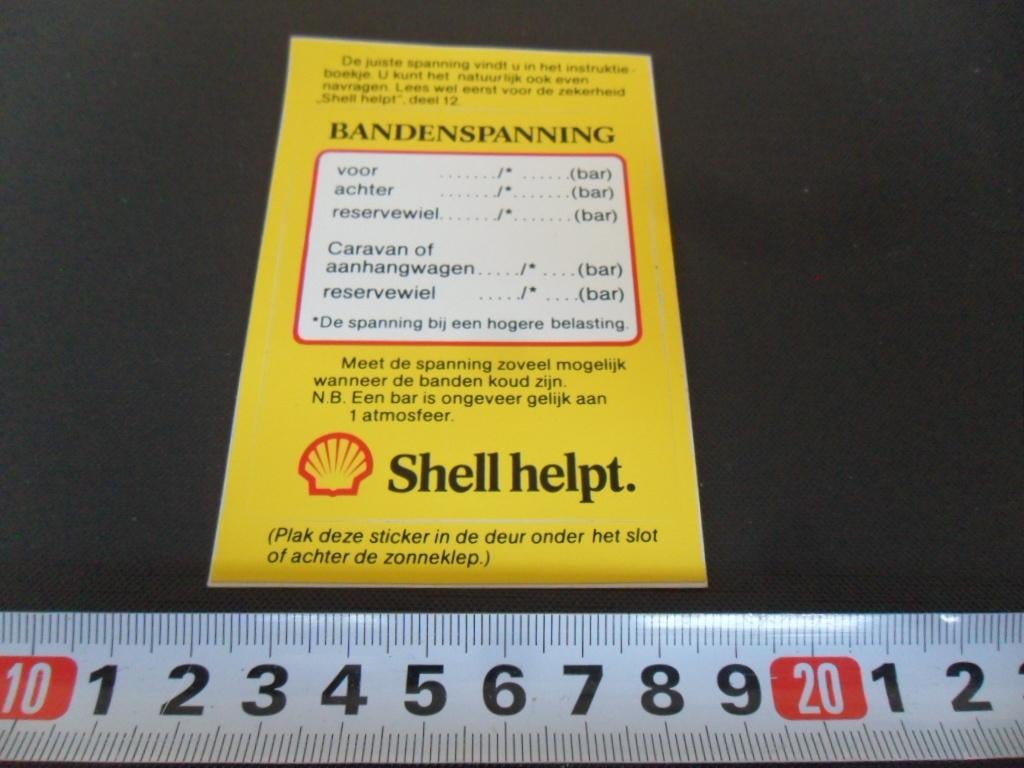 De juiste spanning vindt u in het instruktie-
boekje. U kunt het natuurlijk ook even
navragen. Lees wel eerst voor de zekerheid
„Shell helpt”, deel 12.
BANDENSPANNING
voor ......./* ......(bar)
achter ......./*.......(bar)
reservewiel......./*.......(bar)
Caravan of
aanhangwagen...../* ....(bar)
reservewiel ...../* ....(bar)
*De spanning bij een hogere belasting.
Meet de spanning zoveel mogelijk
wanneer de banden koud zijn.
N.B. Een bar is ongeveer gelijk aan
1 atmosfeer.
Shell helpt.
(Plak deze sticker in de deur onder het slot
of achter de zonneklep.)
10 1 2 3 4 5 6 7 8 9 20 1 2